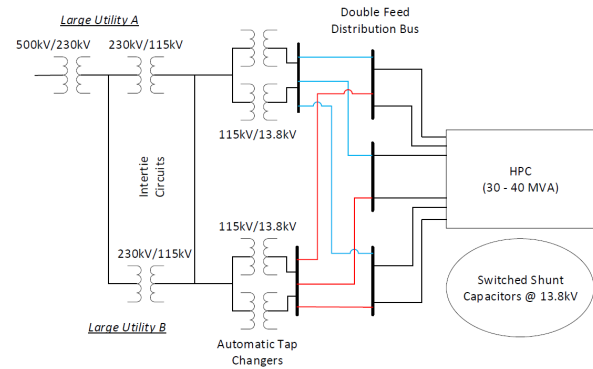 Large Utility A
Double Feed
Distribution Bus
500kV/230kV
230kV/115kV
115kV/13.8kV
Intertie
Circuits
HPC
(30 - 40 MVA)
115kV/13.8kV
230kV/115kV
Switched Shunt
Capacitors @ 13.8kV
Large Utility B
Automatic Tap
Changers